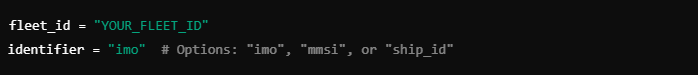 fleet_id = "YOUR_FLEET_ID"
identifier = "imo"  # Options: "imo", "mmsi", or "ship_id"